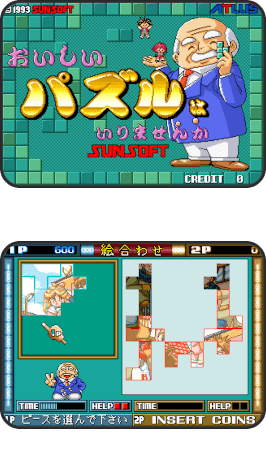 © 1993 SUNSOFT ATLUS
おいしい
パズルは
いりませんか
SUNSOFT
CREDIT 0
1P 600 絵合わせ 2P 0
TIME HELP TIME HELP
1P ピースを選んで下さい 2P INSERT COINS